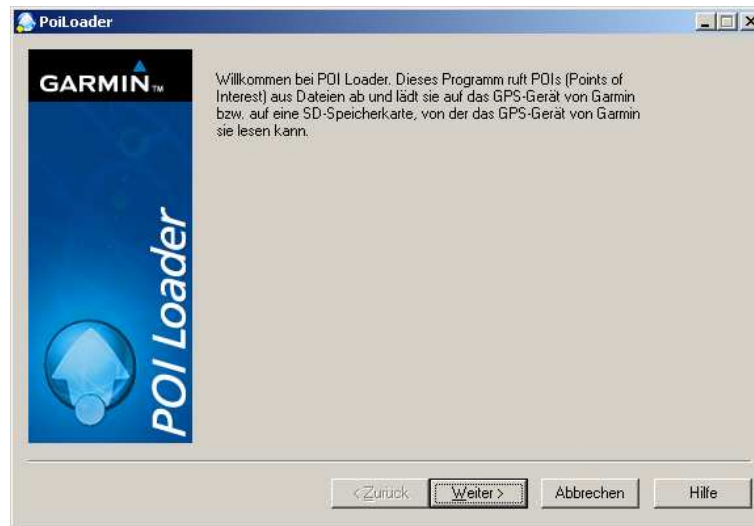 PoiLoader
GARMIN™
POI Loader
Willkommen bei POI Loader. Dieses Programm ruft POIs (Points of
Interest) aus Dateien ab und lädt sie auf das GPS-Gerät von Garmin
bzw. auf eine SD-Speicherkarte, von der das GPS-Gerät von Garmin
sie lesen kann.
< Zurück Weiter > Abbrechen Hilfe